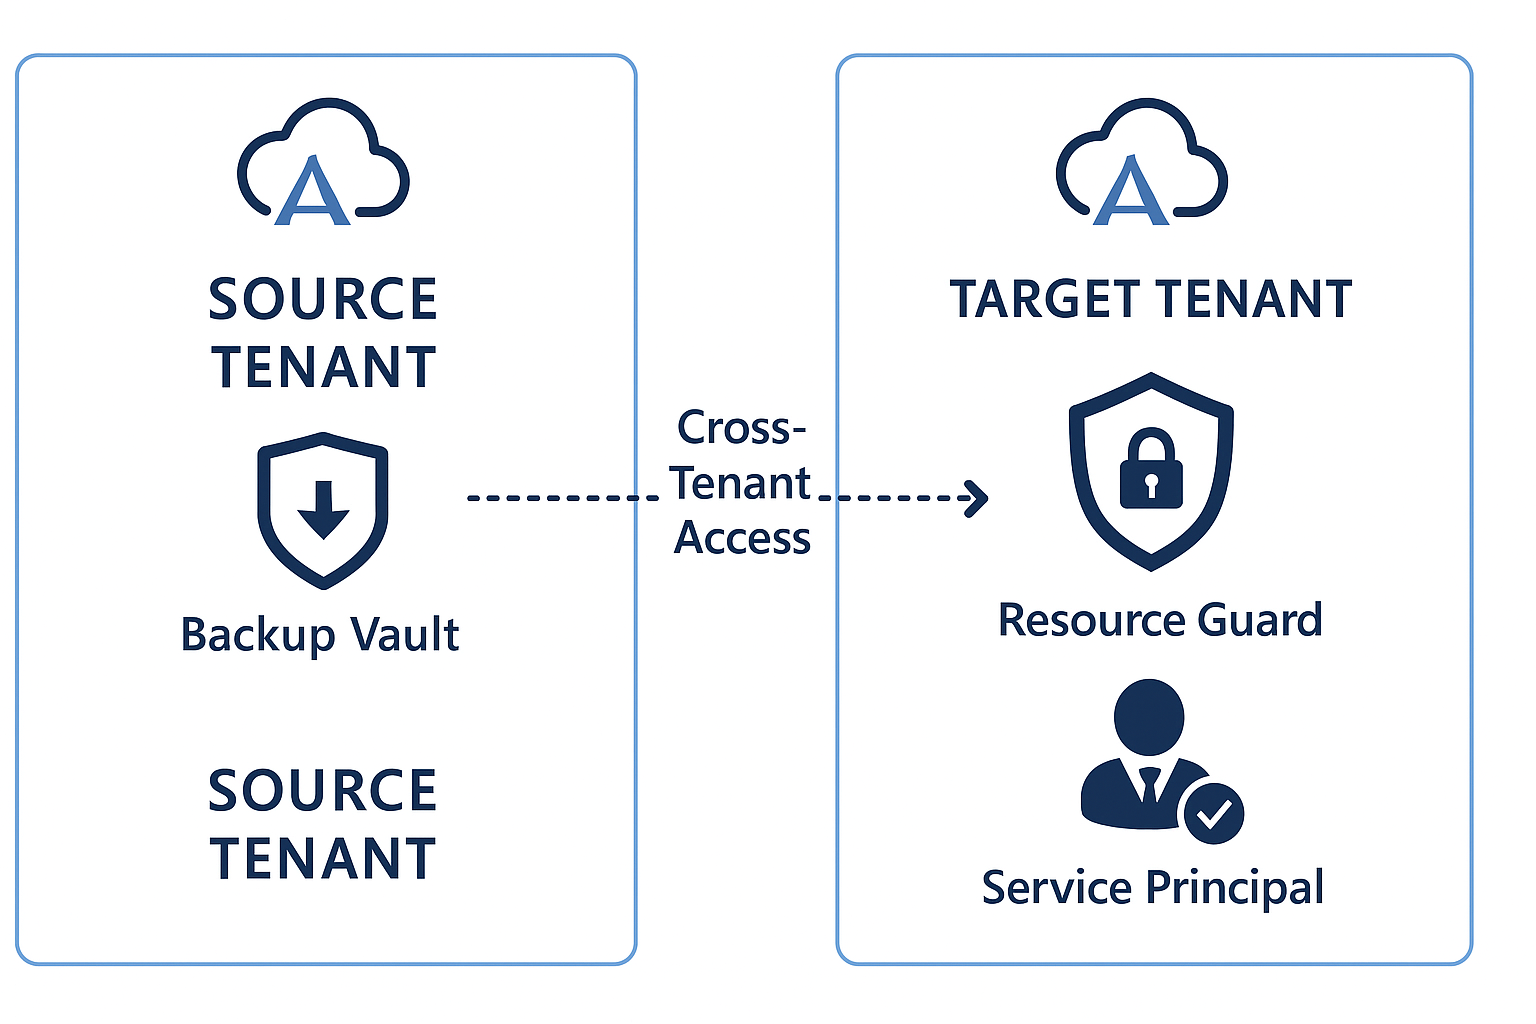 A
SOURCE
TENANT
Backup Vault
SOURCE
TENANT
Cross-
Tenant
Access
A
TARGET TENANT
Resource Guard
Service Principal